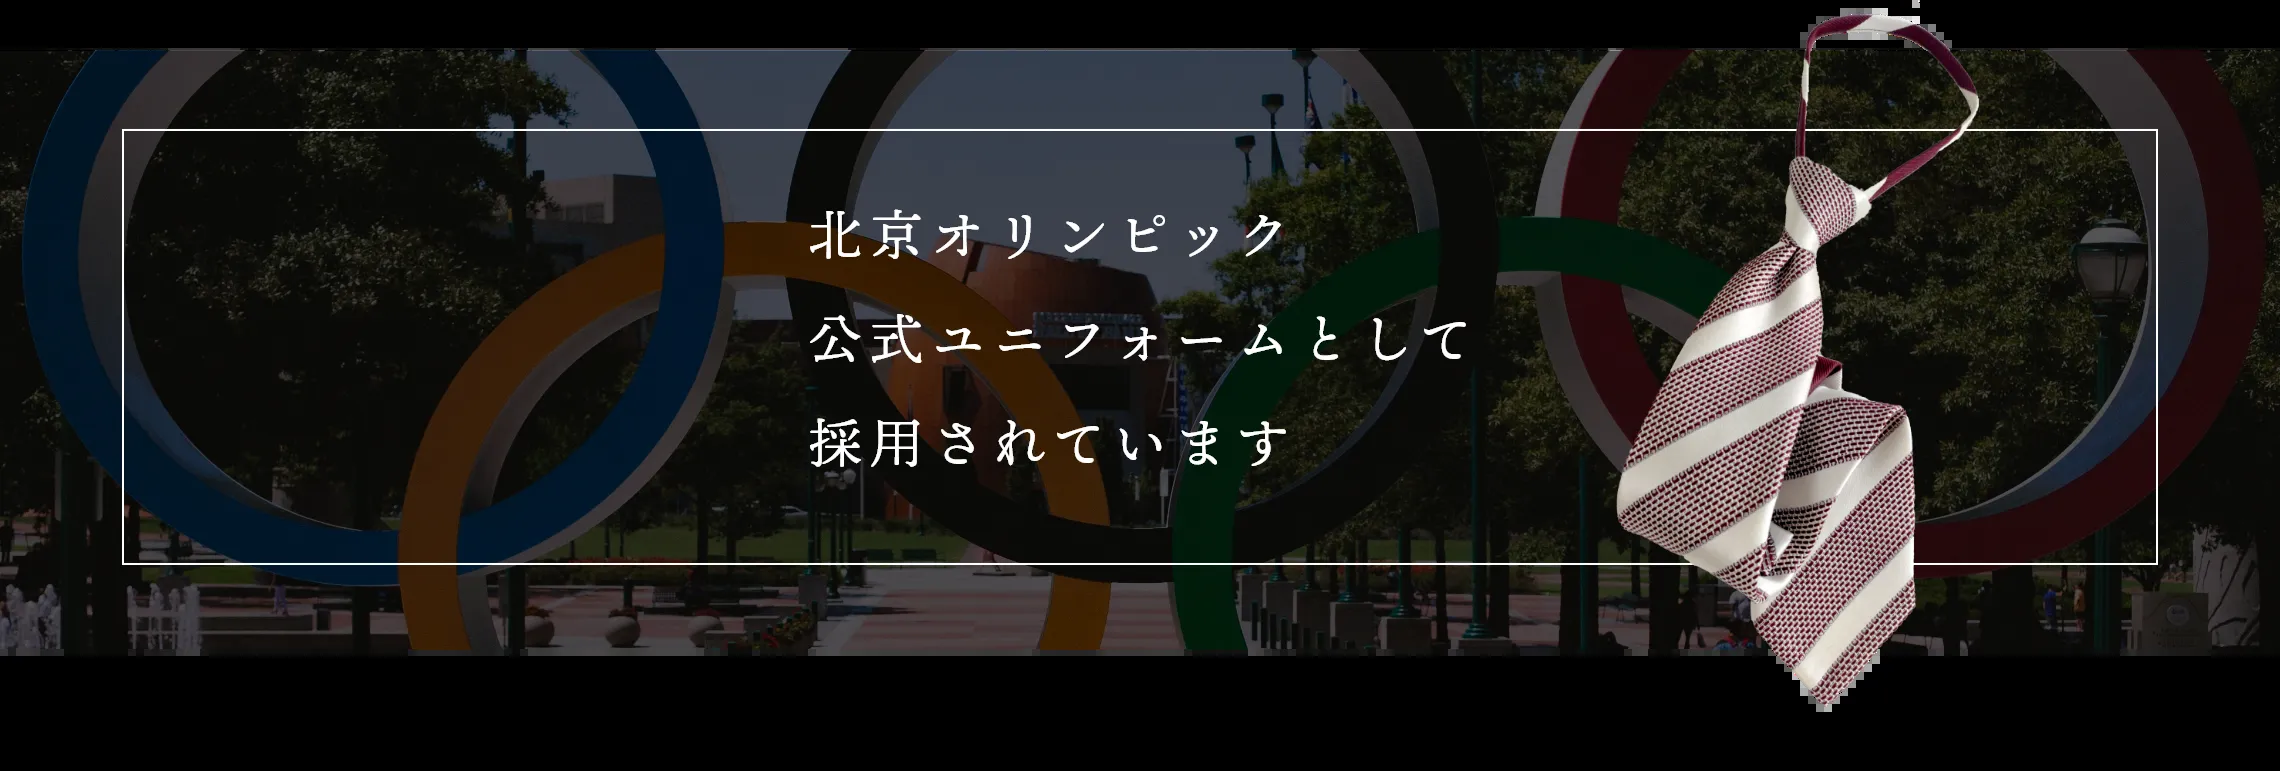 北京オリンピック
公式ユニフォームとして
採用されています